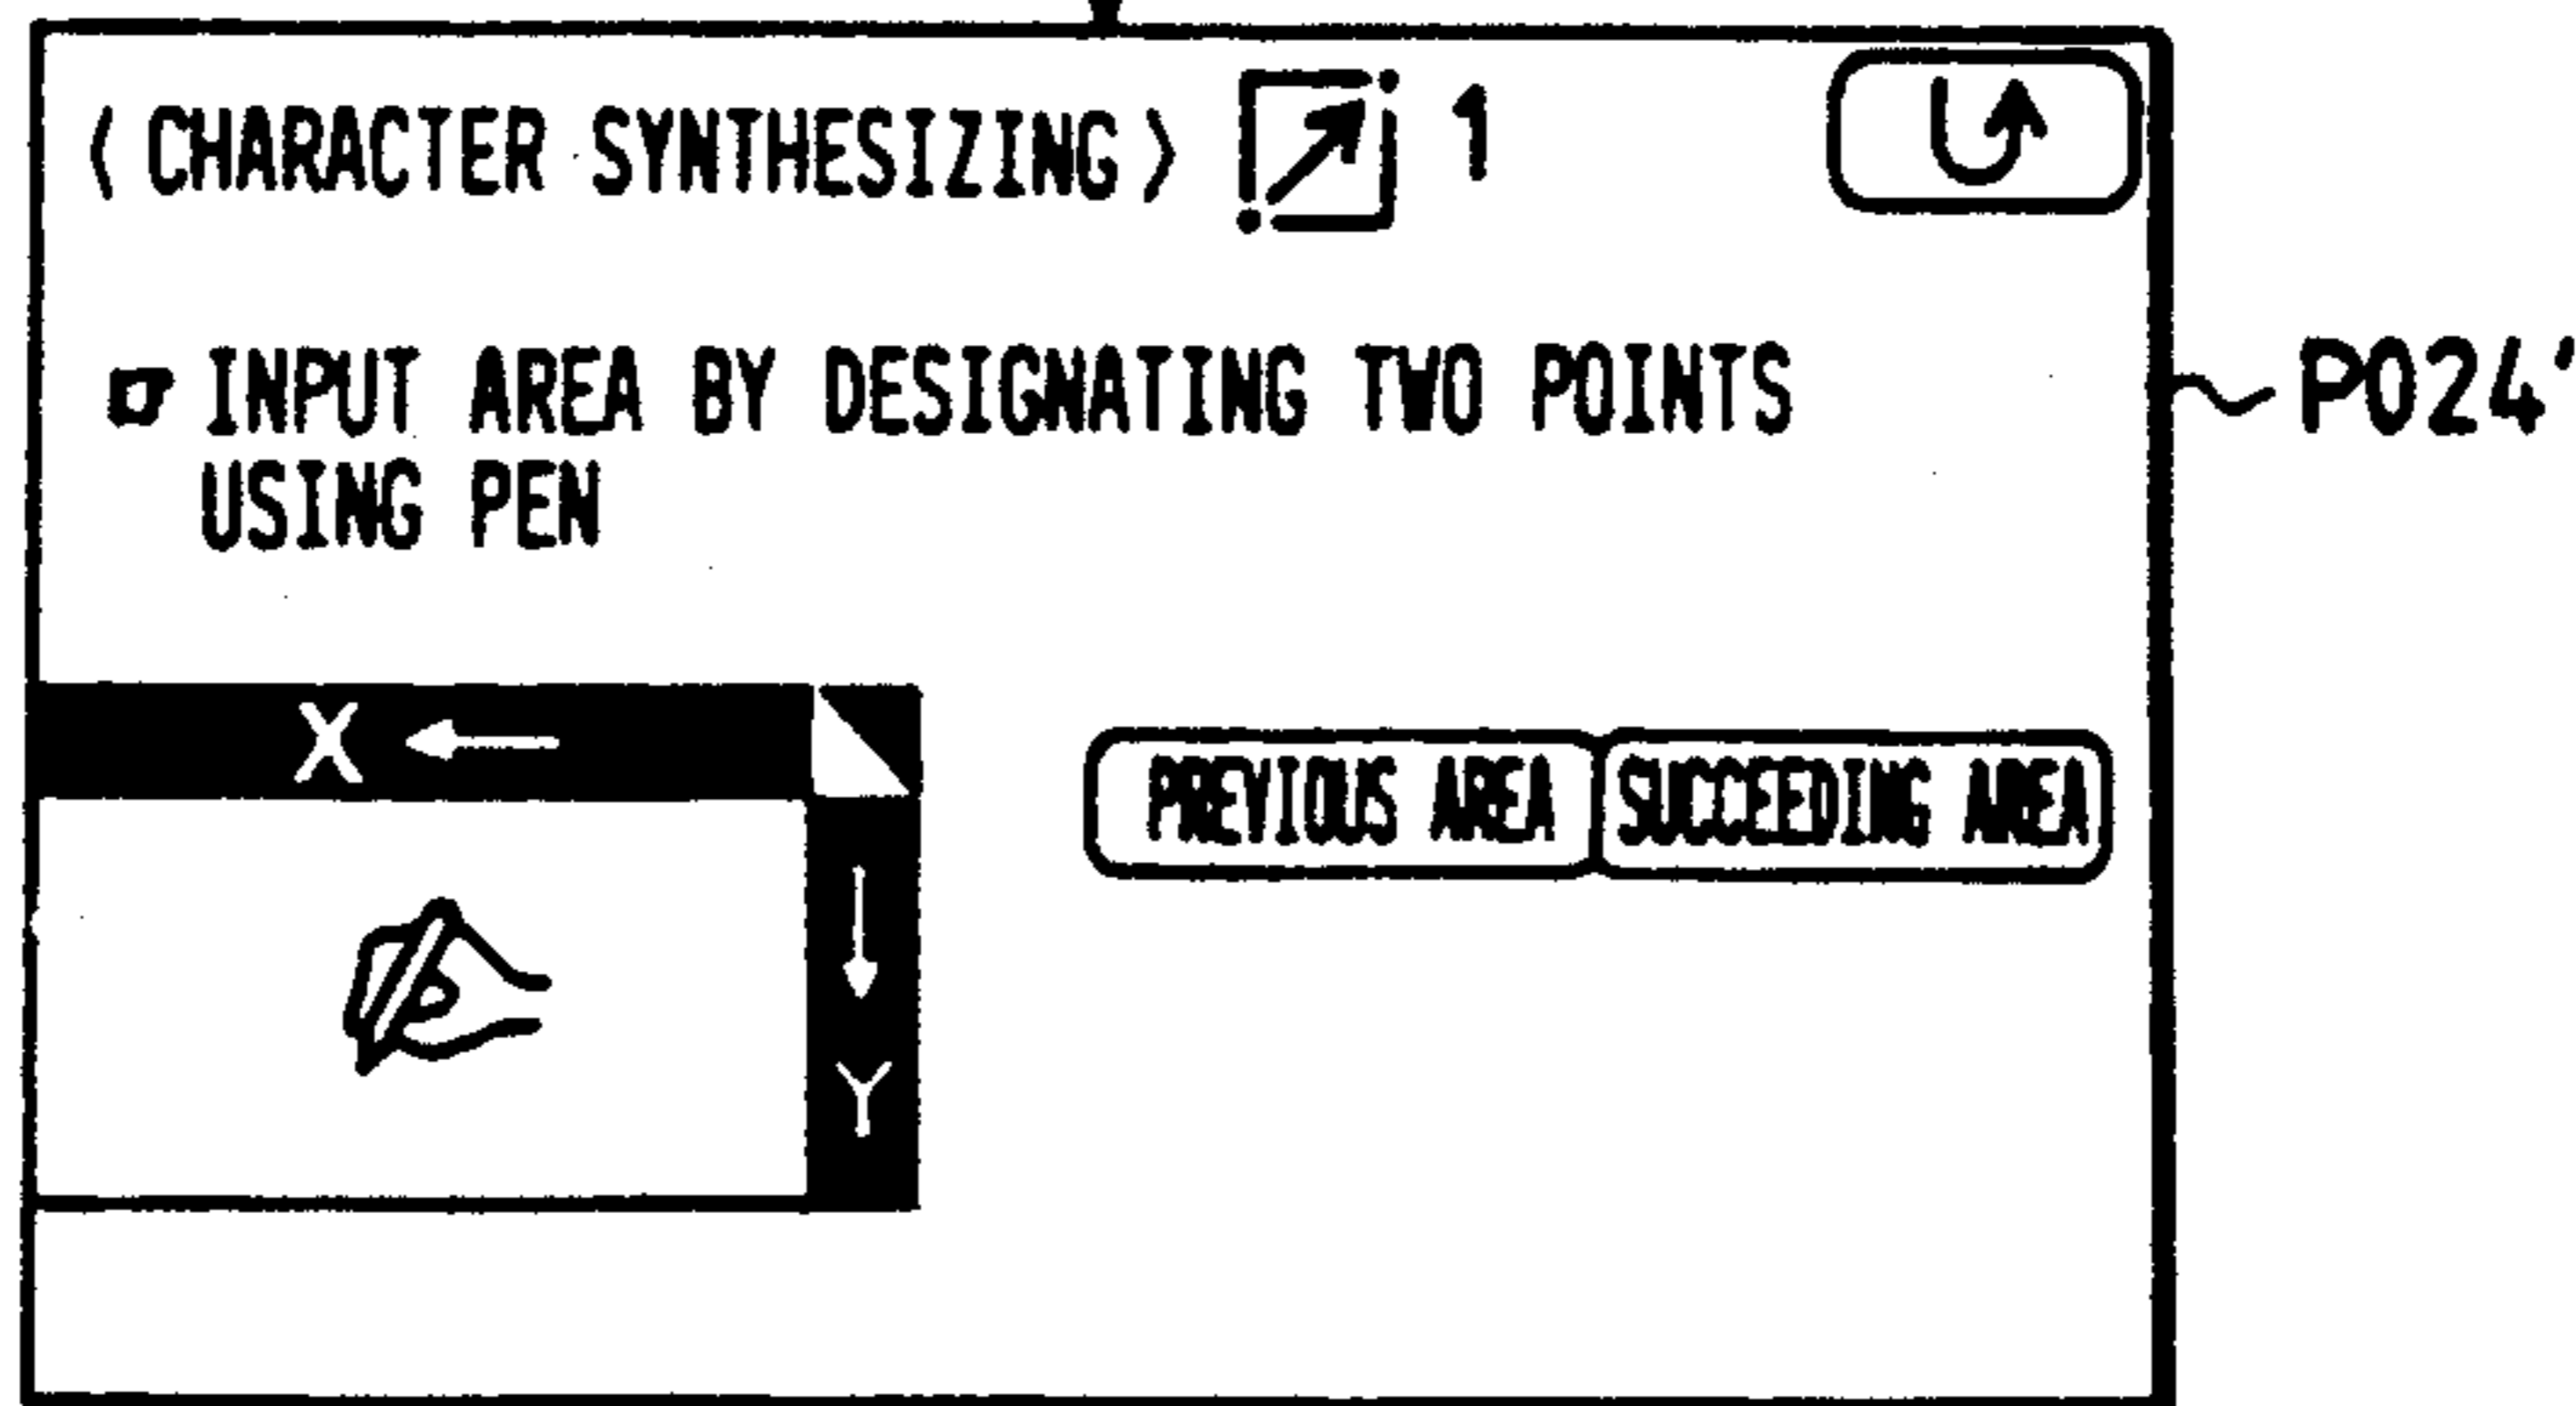 〈 CHARACTER SYNTHESIZING 〉 1
INPUT AREA BY DESIGNATING TWO POINTS
USING PEN
P024'
X ←
PREVIOUS AREA SUCCEEDING AREA
↓
Y